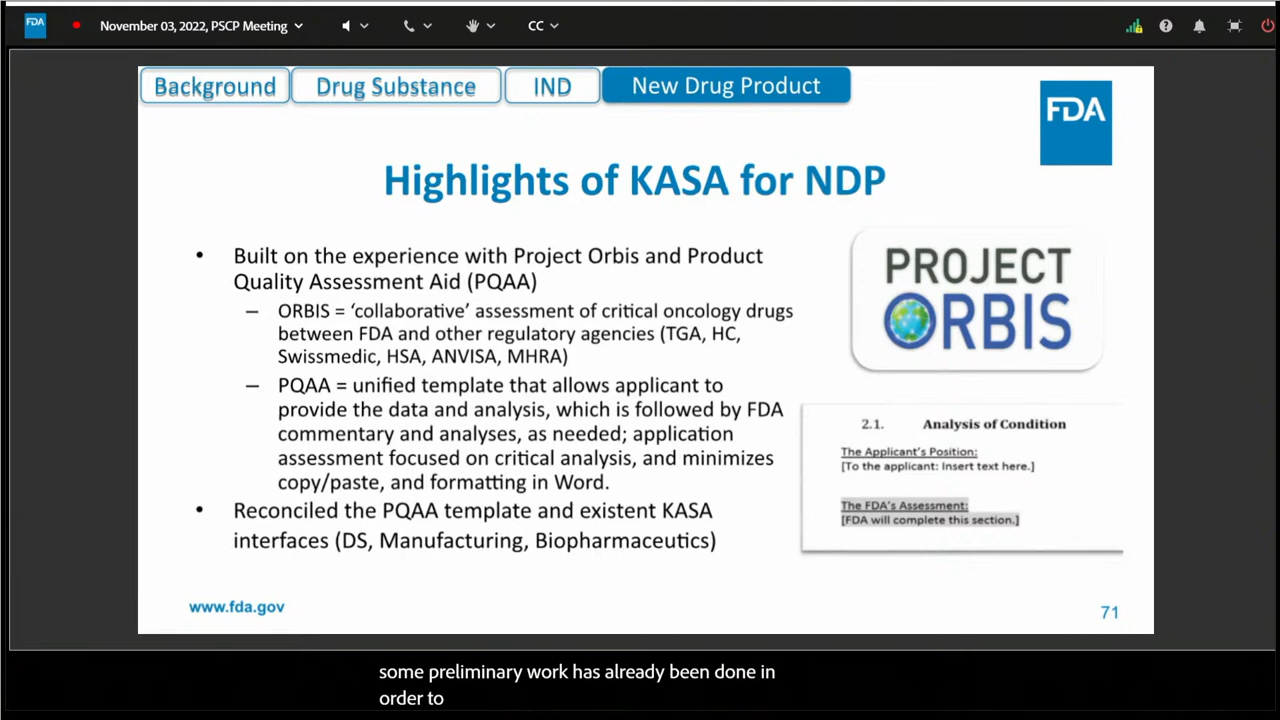 FDA
November 03, 2022, PSCP Meeting
CC
Background
Drug Substance
IND
New Drug Product
FDA
Highlights of KASA for NDP
• Built on the experience with Project Orbis and Product
Quality Assessment Aid (PQAA)
– ORBIS = ‘collaborative’ assessment of critical oncology drugs
between FDA and other regulatory agencies (TGA, HC,
Swissmedic, HSA, ANVISA, MHRA)
– PQAA = unified template that allows applicant to
provide the data and analysis, which is followed by FDA
commentary and analyses, as needed; application
assessment focused on critical analysis, and minimizes
copy/paste, and formatting in Word.
• Reconciled the PQAA template and existent KASA
interfaces (DS, Manufacturing, Biopharmaceutics)
PROJECT
ORBIS
2.1. Analysis of Condition
The Applicant's Position:
[To the applicant: Insert text here.]
The FDA's Assessment:
[FDA will complete this section.]
www.fda.gov
71
some preliminary work has already been done in
order to